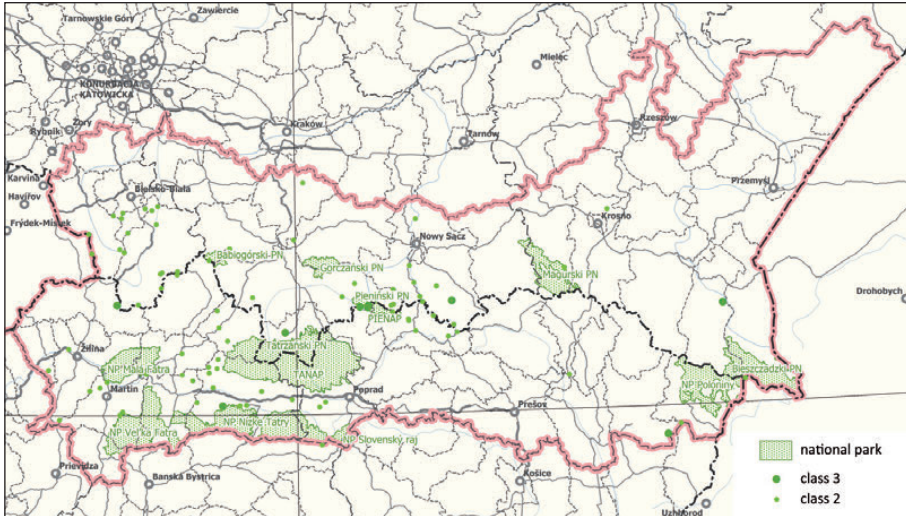 Tarnowskie Góry
Zawiercie
KONURBACJA
KATOWICKA
Mielec
Kraków
Rybnik
Żory
Tarnów
Rzeszów
Karvina
Havířov
Bielsko-Biała
Przemyśl
Frýdek-Místek
Krosno
Nowy Sącz
Babiogórski PN
Gorczański PN
Magurski PN
Drohobych
Pieniński PN
PIENAP
Žilina
Tatrzański PN
TANAP
NP Malá Fatra
Bieszczadzki PN
NP Poloniny
Martin
Poprad
Prešov
NP Veľká Fatra
NP Nízke Tatry
NP Slovenský raj
Prievidza
Banská Bystrica
Košice
Uzhborod
national park
class 3
class 2